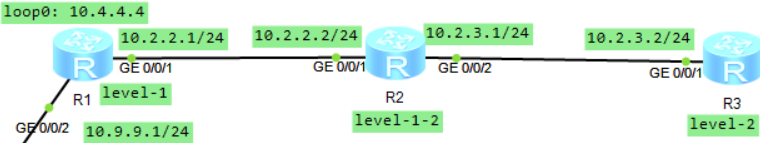 loop0: 10.4.4.4
10.2.2.1/24
10.2.2.2/24
10.2.3.1/24
10.2.3.2/24
R
R
R
GE 0/0/1
GE 0/0/1
GE 0/0/2
GE 0/0/1
R1
level-1
R2
R3
GE 0/0/2
10.9.9.1/24
level-1-2
level-2